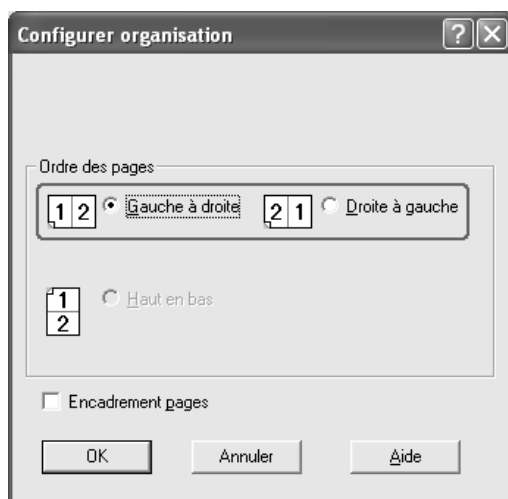 Configurer organisation
Ordre des pages
1 2 Gauche à droite 2 1 Droite à gauche
1
2 Haut en bas
Encadrement pages
OK Annuler Aide